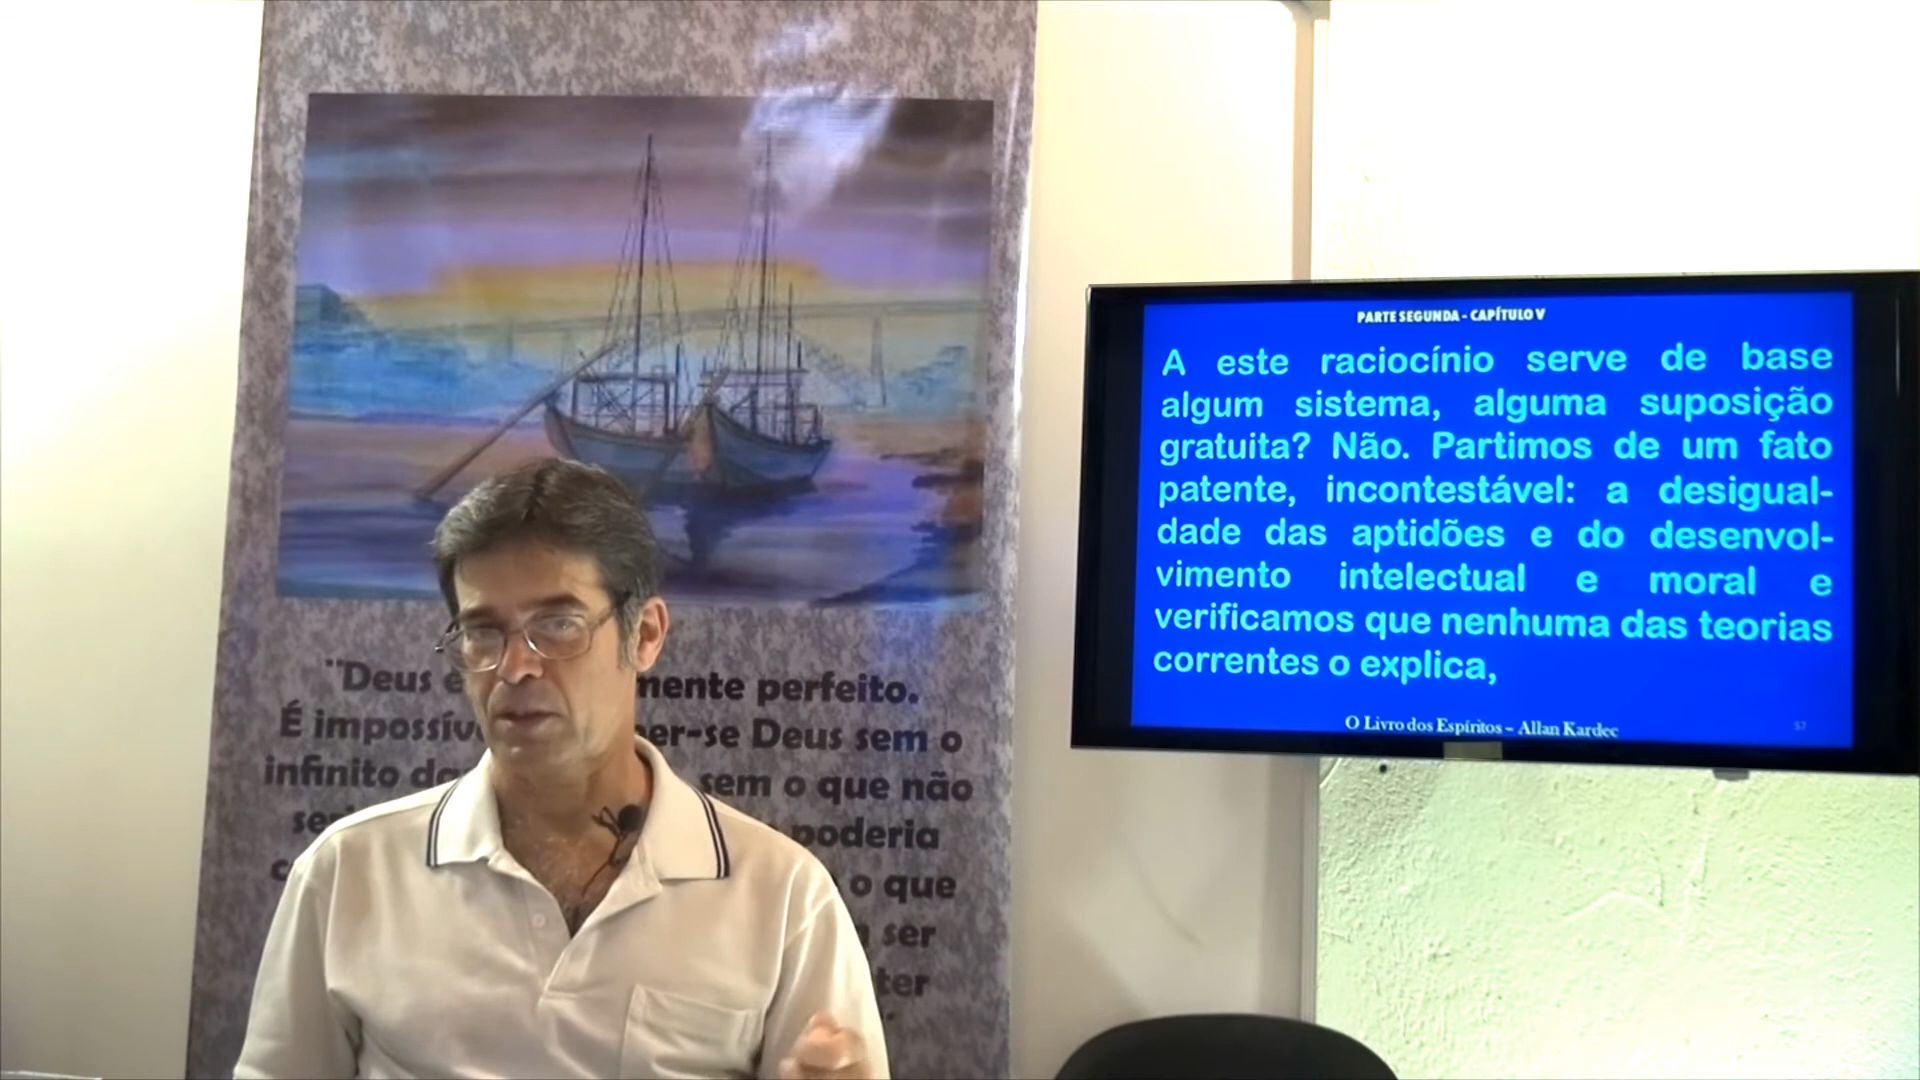 ¨Deus é mente perfeito.
É impossív er-se Deus sem o
infinito da sem o que não
poderia
o que
ser
ter
PARTE SEGUNDA - CAPÍTULO V
A este raciocínio serve de base
algum sistema, alguma suposição
gratuita? Não. Partimos de um fato
patente, incontestável: a desigual-
dade das aptidões e do desenvol-
vimento intelectual e moral e
verificamos que nenhuma das teorias
correntes o explica,
O Livro dos Espíritos – Allan Kardec
57